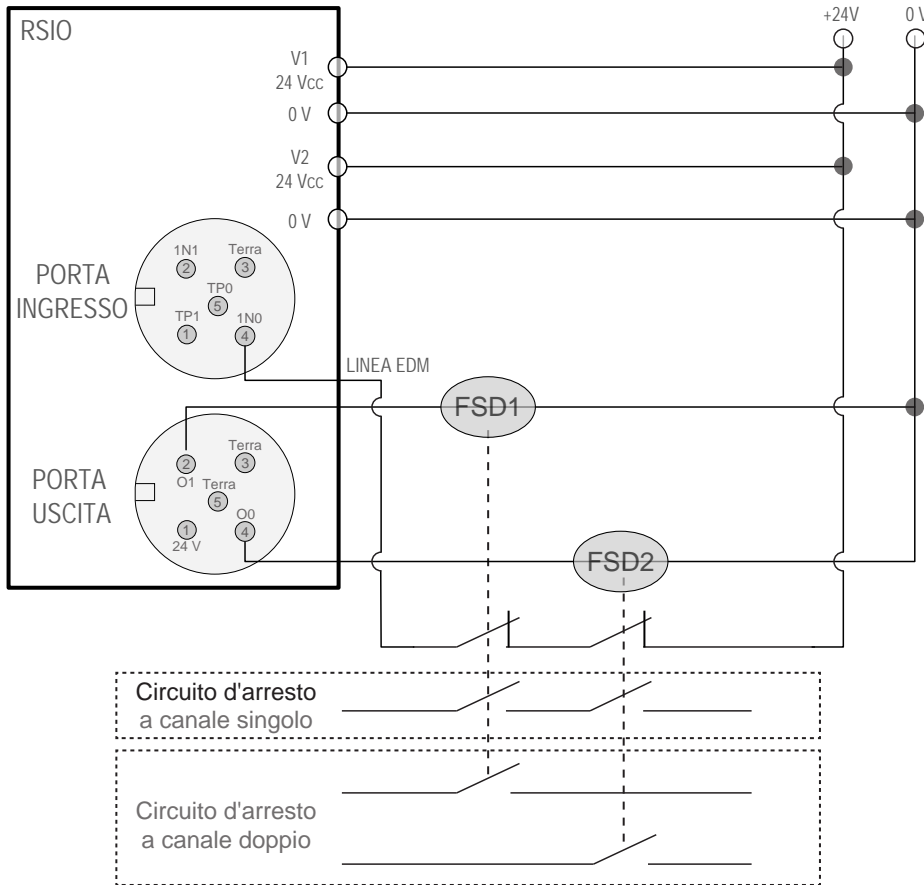 RSIO
+24V
0 V
V1
24 Vcc
0 V
V2
24 Vcc
0 V
PORTA
INGRESSO
1N1
2
Terra
3
TP0
5
TP1
1
1N0
4
LINEA EDM
FSD1
PORTA
USCITA
2
O1
Terra
3
Terra
5
1
24 V
O0
4
FSD2
Circuito d'arresto
a canale singolo
Circuito d'arresto
a canale doppio